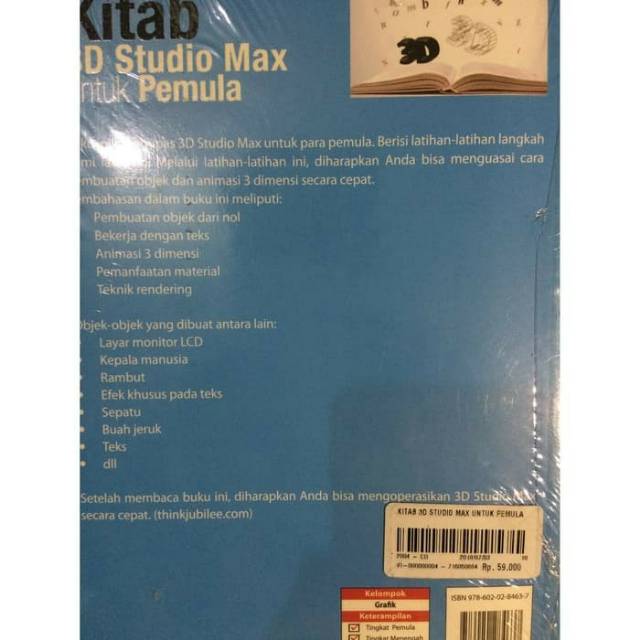 Kitab
3D Studio Max
untuk Pemula
3D
3D
3D Studio Max untuk para pemula. Berisi latihan-latihan langkah
Melalui latihan-latihan ini, diharapkan Anda bisa menguasai cara
mbuatan objek dan animasi 3 dimensi secara cepat.
mbahasan dalam buku ini meliputi:
Pembuatan objek dari nol
Bekerja dengan teks
Animasi 3 dimensi
Pemanfaatan material
Teknik rendering
Objek-objek yang dibuat antara lain:
Layar monitor LCD
• Kepala manusia
• Rambut
• Efek khusus pada teks
• Sepatu
• Buah jeruk
• Teks
• dll
Setelah membaca buku ini, diharapkan Anda bisa mengoperasikan 3D Studio Max
secara cepat. (thinkjubilee.com)
KITAB 3D STUDIO MAX UNTUK PEMULA
Rp. 59.000
ISBN 978-602-02-8463-7
Kelompok
Grafik
Keterampilan
Tingkat Pemula
Tingkat Menengah